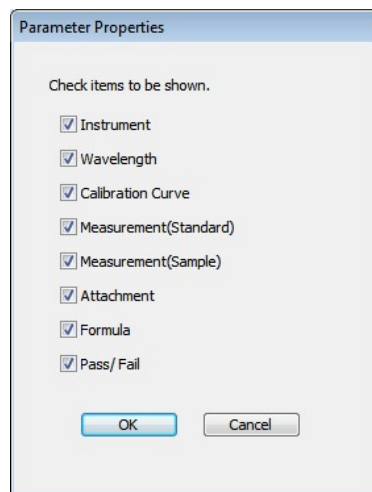 Parameter Properties
Check items to be shown.
Instrument
Wavelength
Calibration Curve
Measurement(Standard)
Measurement(Sample)
Attachment
Formula
Pass/ Fail
OK Cancel